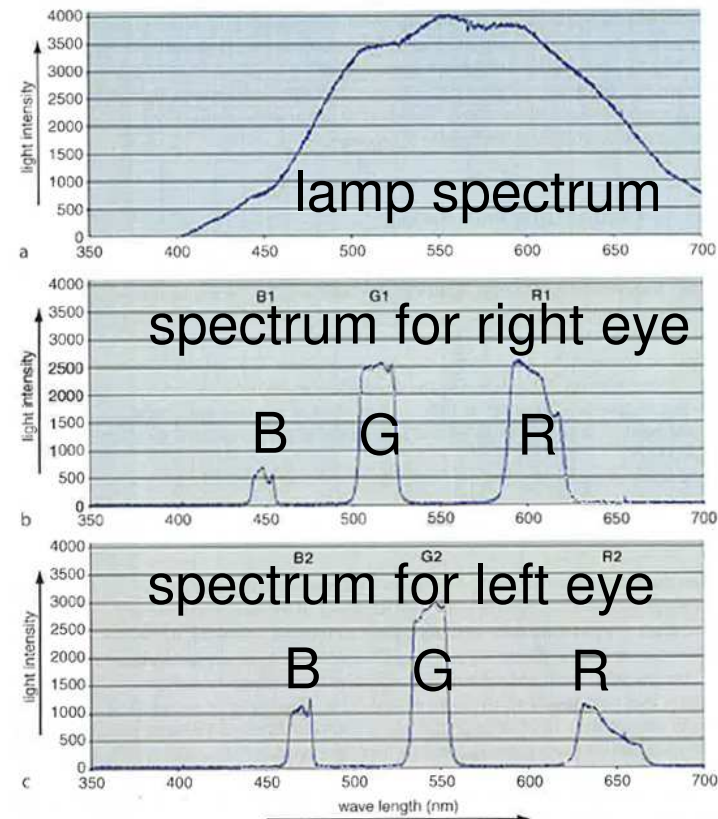 4000
3500
3000
2500
2000
1500
1000
500
0
light intensity
lamp spectrum
350 400 450 500 550 600 650 700
a
4000
3500
3000
2500
2000
1500
1000
500
0
light intensity
B1 G1 R1
spectrum for right eye
B G R
350 400 450 500 550 600 650 700
b
4000
3500
3000
2500
2000
1500
1000
500
0
light intensity
B2 G2 R2
spectrum for left eye
B G R
350 400 450 500 550 600 650 700
c
wave length (nm)